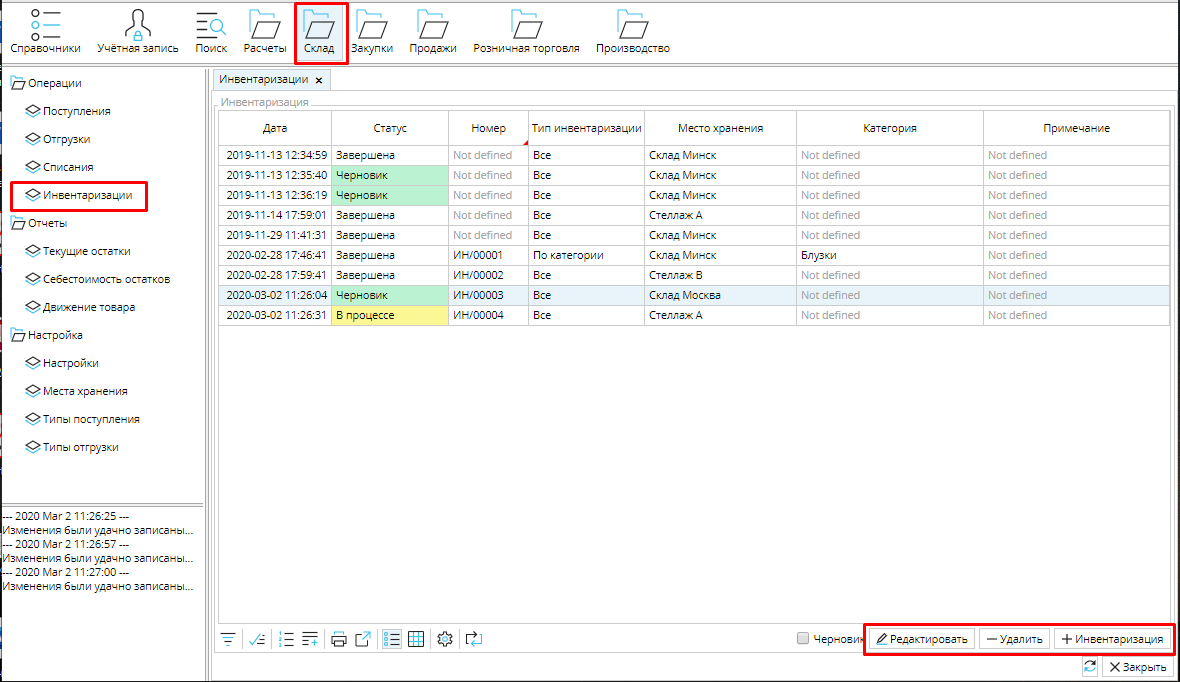 Справочники Учётная запись Поиск Расчеты Склад Закупки Продажи Розничная торговля Производство
Операции
Поступления
Отгрузки
Списания
Инвентаризации
Отчеты
Текущие остатки
Себестоимость остатков
Движение товара
Настройка
Настройки
Места хранения
Типы поступления
Типы отгрузки
--- 2020 Mar 2 11:26:25 ---
Изменения были удачно записаны...
--- 2020 Mar 2 11:26:57 ---
Изменения были удачно записаны...
--- 2020 Mar 2 11:27:00 ---
Изменения были удачно записаны...
Инвентаризации
Инвентаризация
Дата Статус Номер Тип инвентаризации Место хранения Категория Примечание
2019-11-13 12:34:59 Завершена Not defined Все Склад Минск Not defined Not defined
2019-11-13 12:35:40 Черновик Not defined Все Склад Минск Not defined Not defined
2019-11-13 12:36:19 Черновик Not defined Все Склад Минск Not defined Not defined
2019-11-14 17:59:01 Завершена Not defined Все Стеллаж А Not defined Not defined
2019-11-29 11:41:31 Завершена Not defined Все Склад Минск Not defined Not defined
2020-02-28 17:46:41 Завершена ИН/00001 По категории Склад Минск Блузки Not defined
2020-02-28 17:59:41 Завершена ИН/00002 Все Стеллаж В Not defined Not defined
2020-03-02 11:26:04 Черновик ИН/00003 Все Склад Москва Not defined Not defined
2020-03-02 11:26:31 В процессе ИН/00004 Все Стеллаж А Not defined Not defined
Черновик Редактировать Удалить Инвентаризация
Закрыть